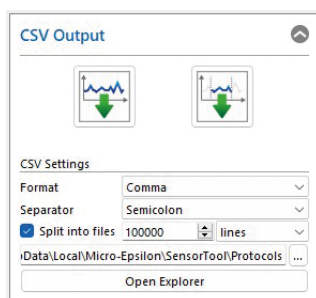 CSV Output
CSV Settings
Format Comma
Separator Semicolon
Split into files 100000 lines
Data\Local\Micro-Epsilon\SensorTool\Protocols ...
Open Explorer